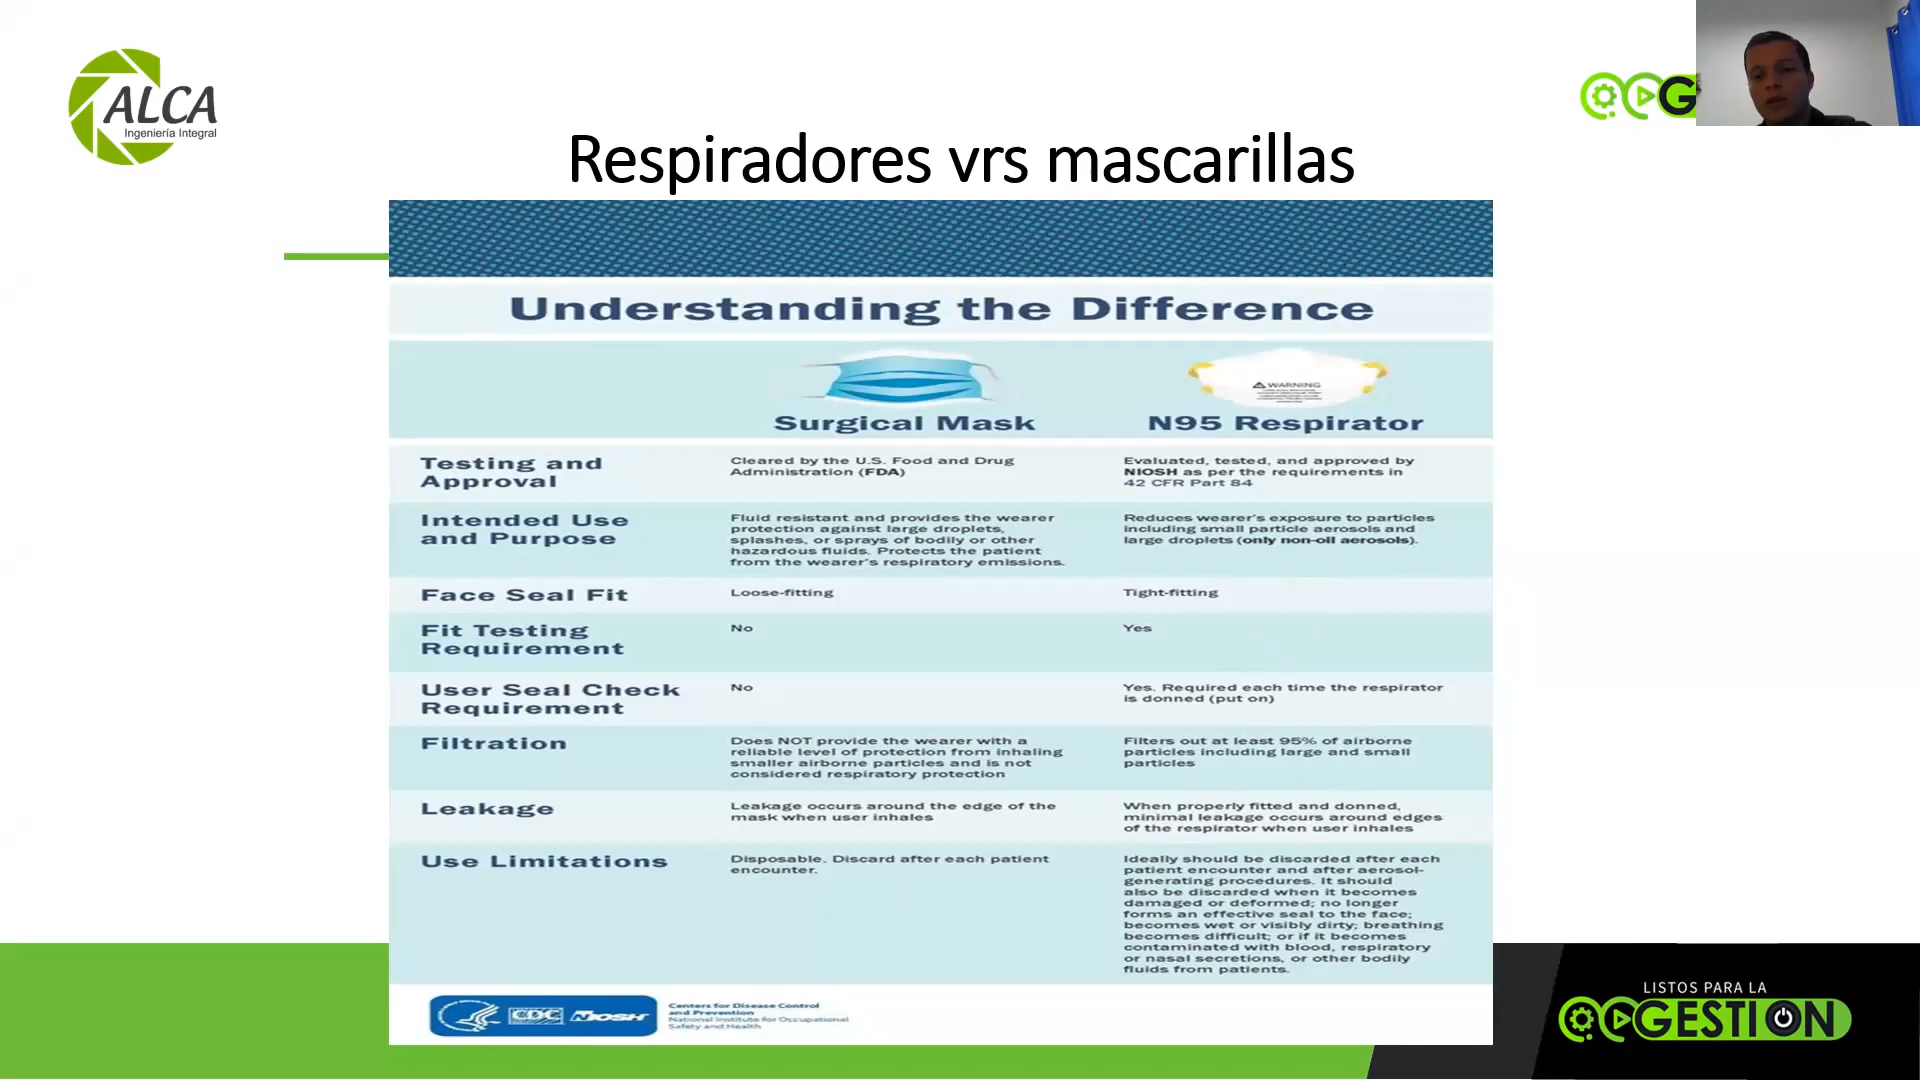 ALCA
Ingeniería Integral
G
Respiradores vrs mascarillas
Understanding the Difference
WARNING
Surgical Mask
N95 Respirator
Testing and
Approval
Cleared by the U.S. Food and Drug
Administration (FDA)
Evaluated, tested, and approved by
NIOSH as per the requirements in
42 CFR Part 84
Intended Use
and Purpose
Fluid resistant and provides the wearer
protection against large droplets,
splashes, or sprays of bodily or other
hazardous fluids. Protects the patient
from the wearer's respiratory emissions.
Reduces wearer's exposure to particles
including small particle aerosols and
large droplets (only non-oil aerosols).
Face Seal Fit
Loose-fitting
Tight-fitting
Fit Testing
Requirement
No
Yes
User Seal Check
Requirement
No
Yes. Required each time the respirator
is donned (put on)
Filtration
Does NOT provide the wearer with a
reliable level of protection from inhaling
smaller airborne particles and is not
considered respiratory protection
Filters out at least 95% of airborne
particles including large and small
particles
Leakage
Leakage occurs around the edge of the
mask when user inhales
When properly fitted and donned,
minimal leakage occurs around edges
of the respirator when user inhales
Use Limitations
Disposable. Discard after each patient
encounter.
Ideally should be discarded after each
patient encounter and after aerosol-
generating procedures. It should
also be discarded when it becomes
damaged or deformed; no longer
forms an effective seal to the face;
becomes wet or visibly dirty; breathing
becomes difficult; or if it becomes
contaminated with blood, respiratory
or nasal secretions, or other bodily
fluids from patients.
CDC
NIOSH
Centers for Disease Control
and Prevention
National Institute for Occupational
Safety and Health
LISTOS PARA LA
GESTION